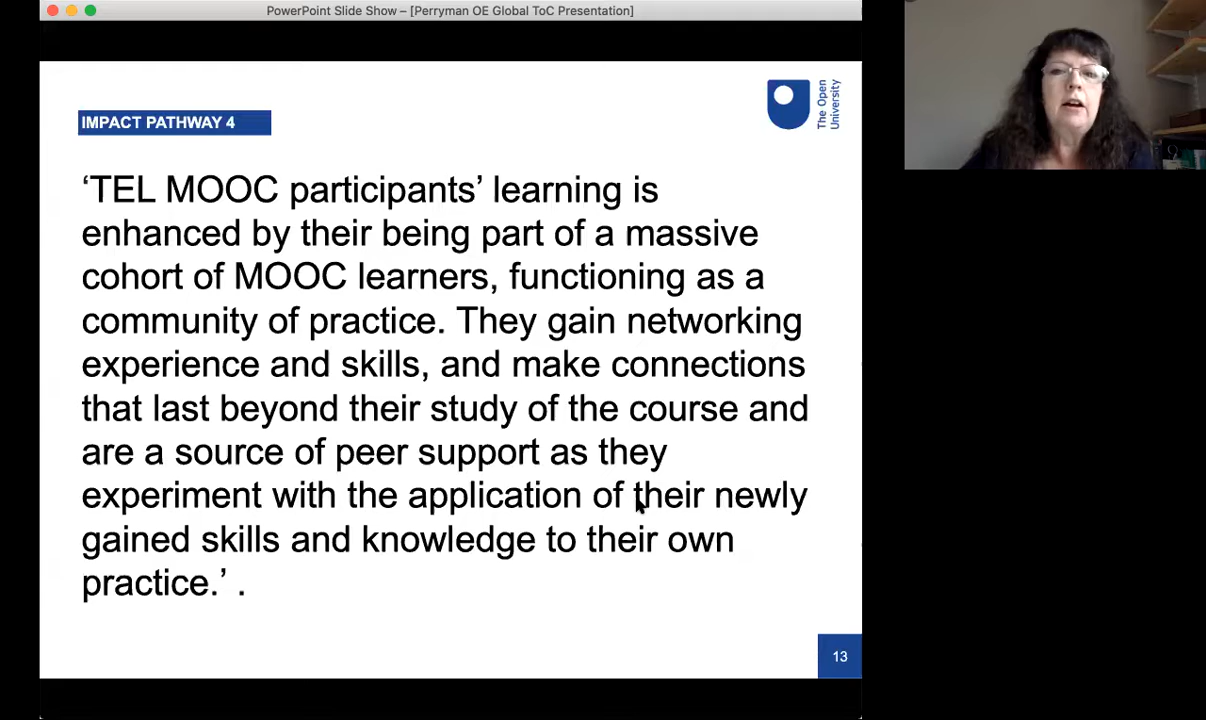 PowerPoint Slide Show – [Perryman OE Global ToC Presentation]
IMPACT PATHWAY 4
The Open
University
‘TEL MOOC participants’ learning is
enhanced by their being part of a massive
cohort of MOOC learners, functioning as a
community of practice. They gain networking
experience and skills, and make connections
that last beyond their study of the course and
are a source of peer support as they
experiment with the application of their newly
gained skills and knowledge to their own
practice.’ .
13